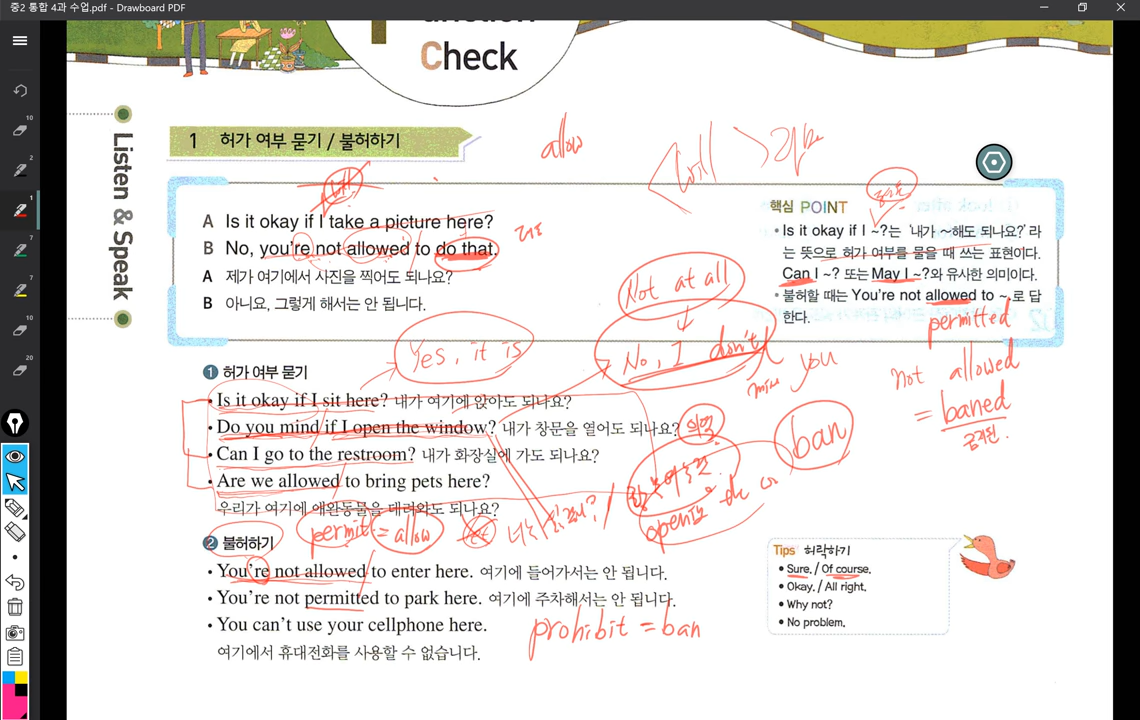 중2 통합 4과 수업.pdf - Drawboard PDF
unction
Check
Listen & Speak
1 허가 여부 묻기 / 불허하기
allow
will
A Is it okay if I take a picture here?
B No, you're not allowed to do that.
A 제가 여기에서 사진을 찍어도 되나요?
B 아니요, 그렇게 해서는 안 됩니다.
핵심 POINT
• Is it okay if I ~?는 '내가 ~해도 되나요?' 라
는 뜻으로 허가 여부를 물을 때 쓰는 표현이다.
Can I ~? 또는 May I ~?와 유사한 의미이다.
• 불허할 때는 You're not allowed to ~로 답
한다.
permitted
not allowed
= baned
금지된
Not at all
No, I don't
you
Yes, it is
1 허가 여부 묻기
• Is it okay if I sit here? 내가 여기에 앉아도 되나요?
• Do you mind if I open the window? 내가 창문을 열어도 되나요?
의역
ban
• Can I go to the restroom? 내가 화장실에 가도 되나요?
• Are we allowed to bring pets here?
우리가 여기에 애완동물을 데려와도 되나요?
permit = allow
2 불허하기
• You're not allowed to enter here. 여기에 들어가서는 안 됩니다.
• You're not permitted to park here. 여기에 주차해서는 안 됩니다.
• You can't use your cellphone here.
여기에서 휴대전화를 사용할 수 없습니다.
prohibit = ban
Tips 허락하기
• Sure. / Of course.
• Okay. / All right.
• Why not?
• No problem.
10
2
1
7
7
10
20